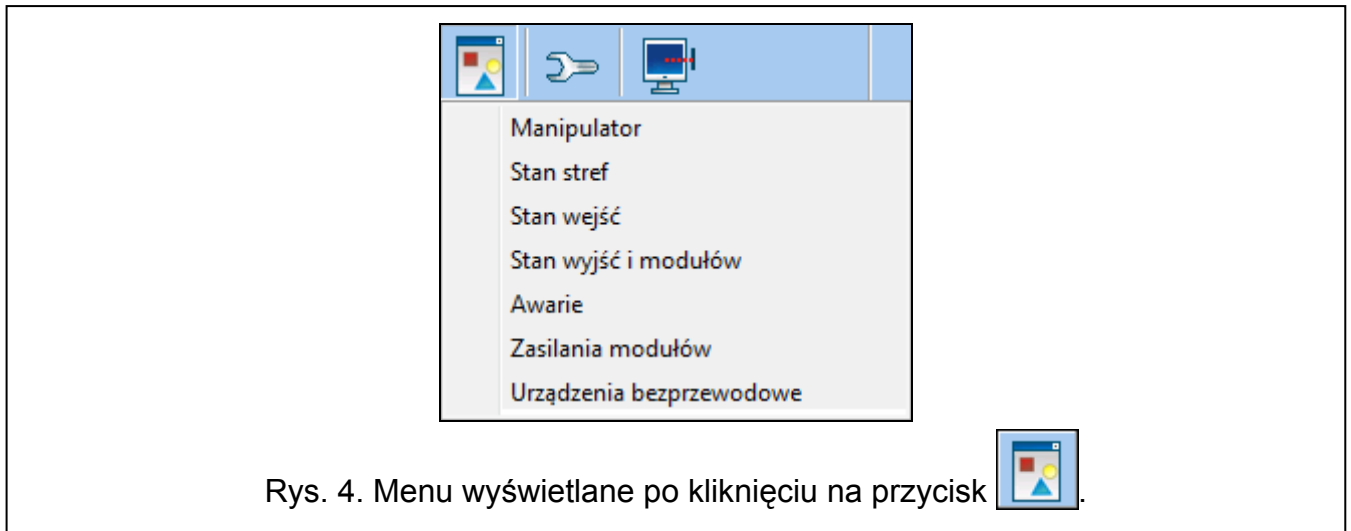 Manipulator
Stan stref
Stan wejść
Stan wyjść i modułów
Awarie
Zasilania modułów
Urządzenia bezprzewodowe
Rys. 4. Menu wyświetlane po kliknięciu na przycisk .